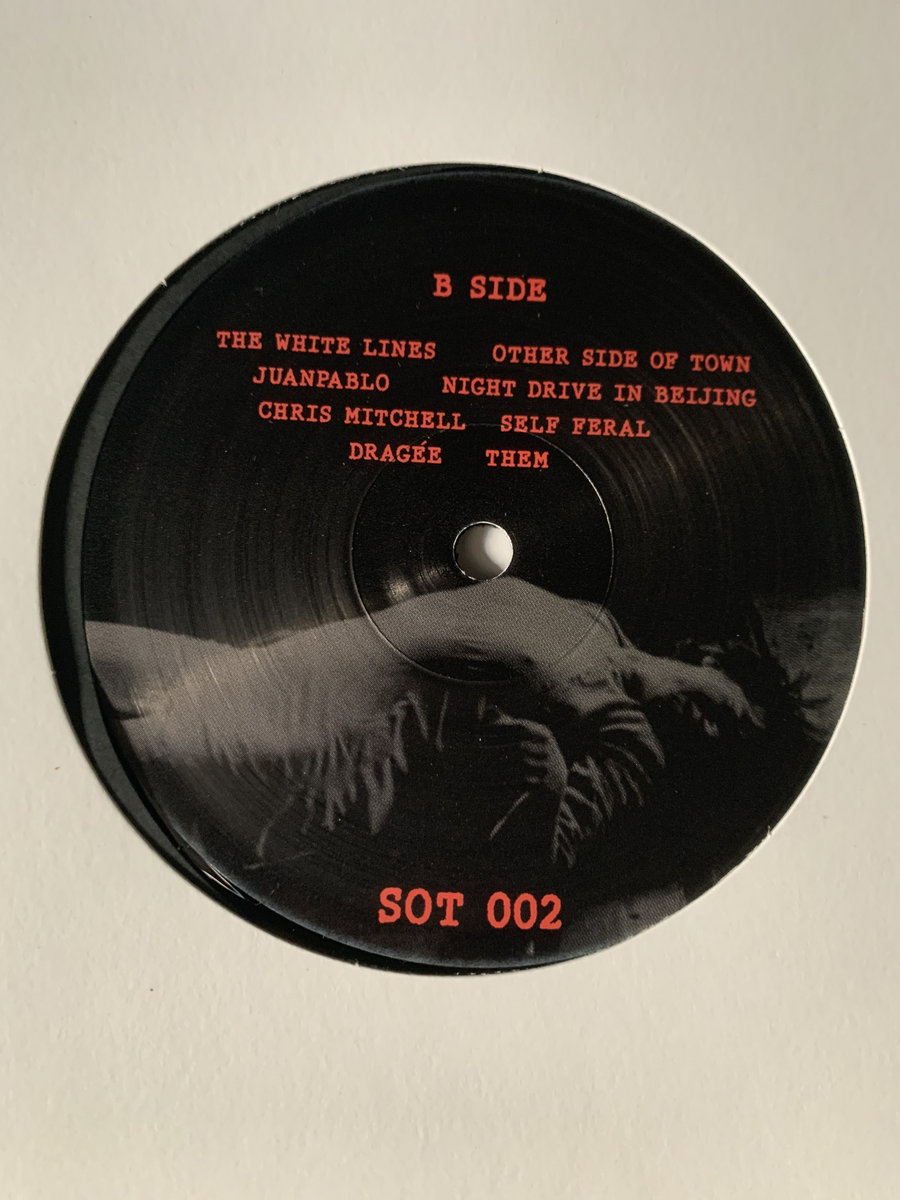 B SIDE
THE WHITE LINES OTHER SIDE OF TOWN
JUANPABLO NIGHT DRIVE IN BEIJING
CHRIS MITCHELL SELF FERAL
DRAGÉE THEM
SOT 002